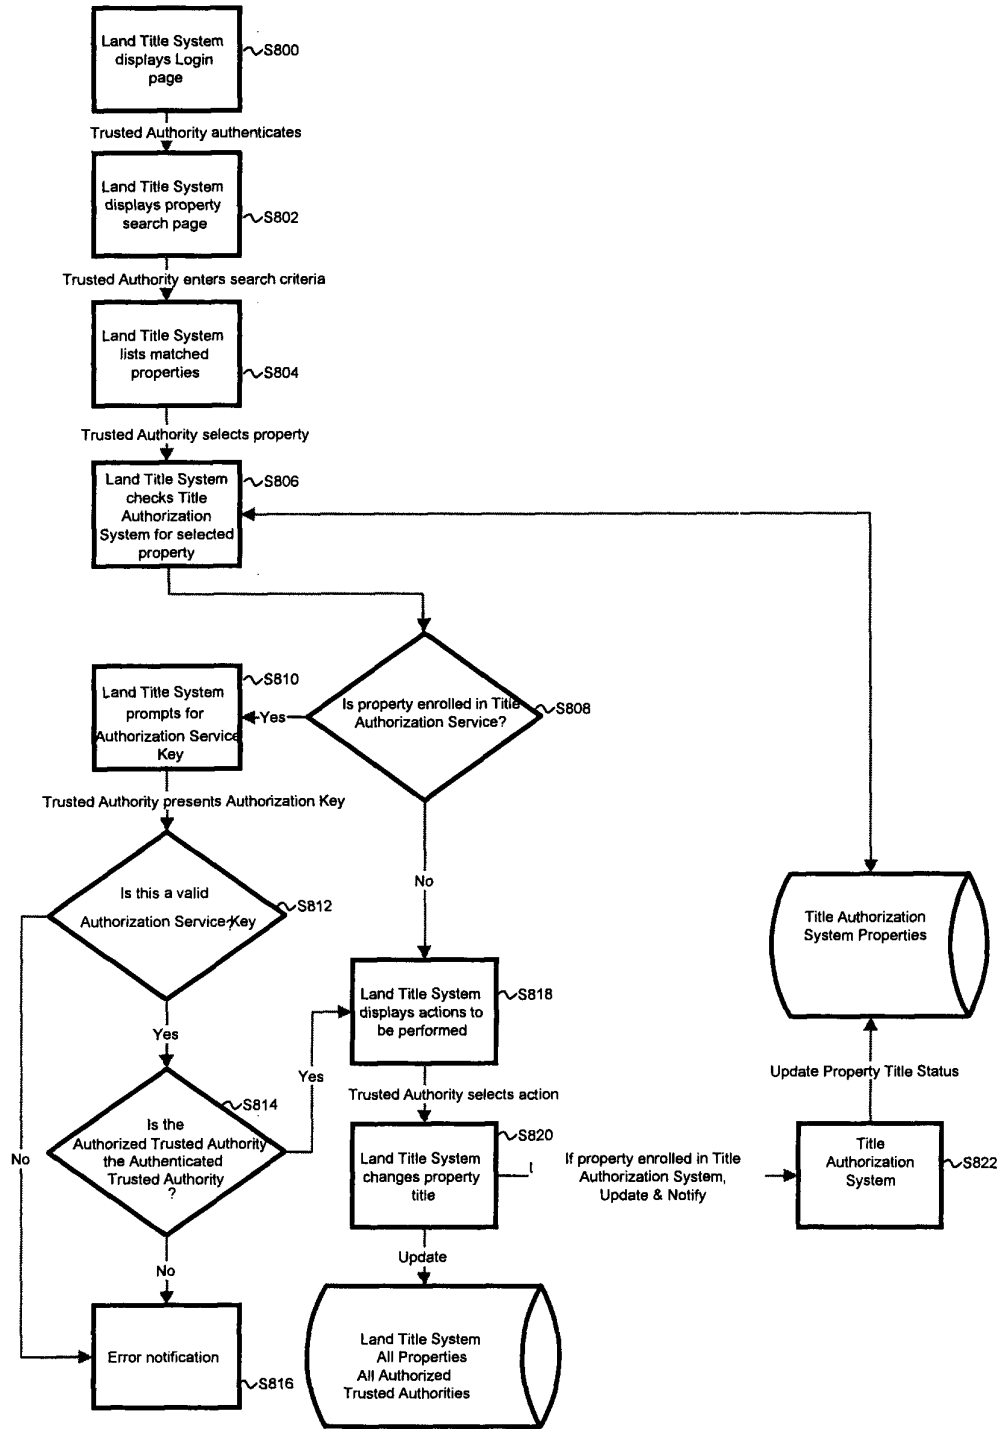 Land Title System
displays Login
page
S800
Trusted Authority authenticates
Land Title System
displays property
search page
S802
Trusted Authority enters search criteria
Land Title System
lists matched
properties
S804
Trusted Authority selects property
Land Title System
checks Title
Authorization
System for selected
property
S806
Is property enrolled in Title
Authorization Service?
S808
Yes
Land Title System
prompts for
Authorization Service
Key
S810
Trusted Authority presents Authorization Key
Is this a valid
Authorization Service Key
?
S812
No
Title Authorization
System Properties
Land Title System
displays actions to
be performed
S818
Yes
Yes
Update Property Title Status
Trusted Authority selects action
Is the
Authorized Trusted Authority
the Authenticated
Trusted Authority
?
S814
No
Land Title System
changes property
title
S820
If property enrolled in Title
Authorization System,
Update & Notify
Title
Authorization
System
S822
No
Update
Error notification
S816
Land Title System
All Properties
All Authorized
Trusted Authorities